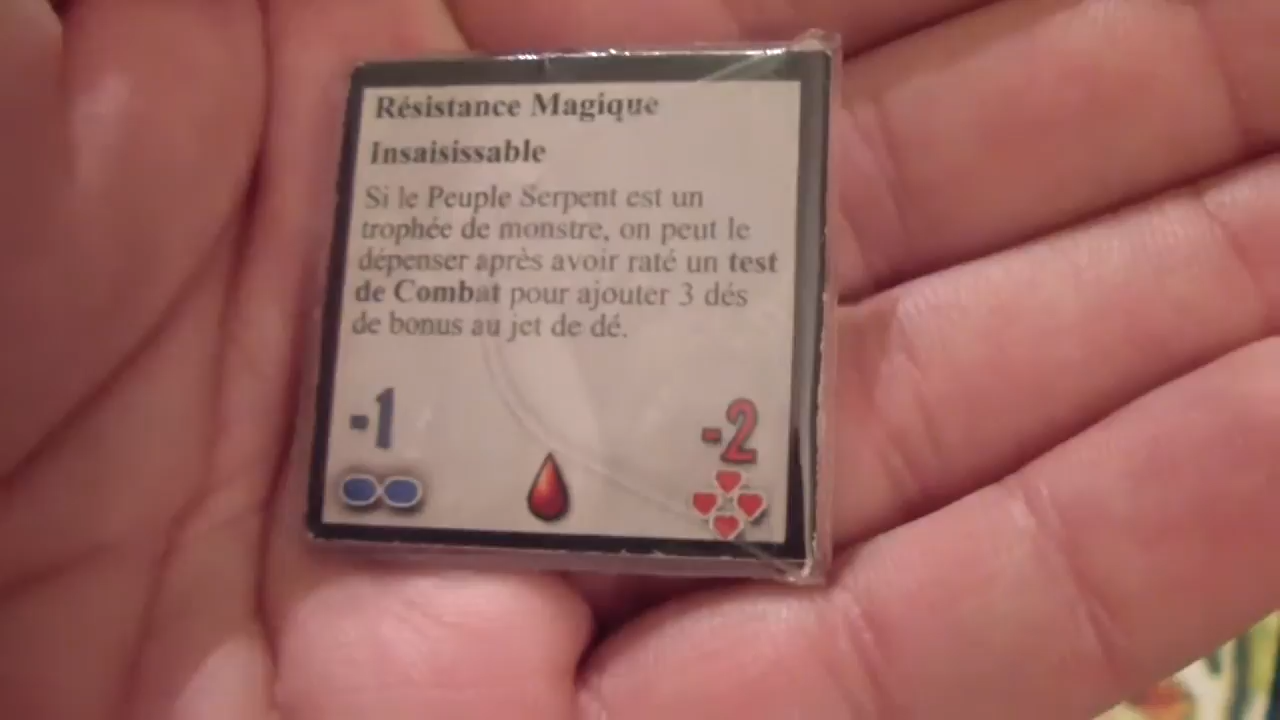 Résistance Magique
Insaisissable
Si le Peuple Serpent est un
trophée de monstre, on peut le
dépenser après avoir raté un test
de Combat pour ajouter 3 dés
de bonus au jet de dé.
-1
-2